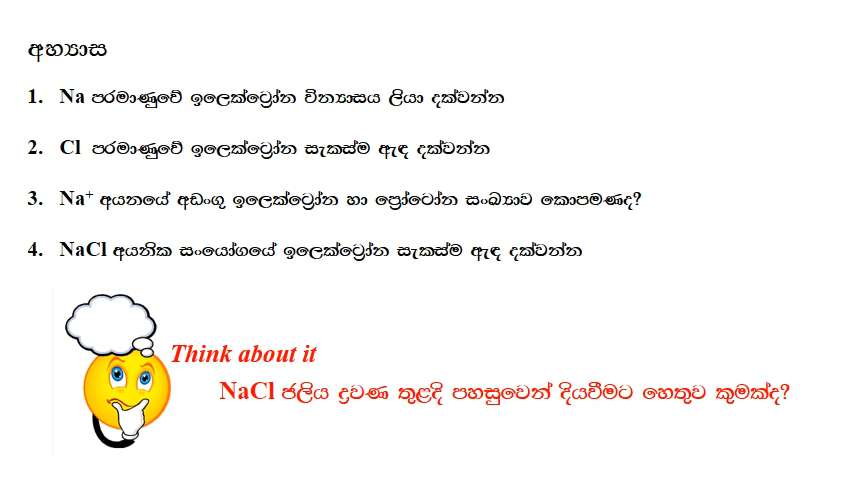 අභ්‍යාස
1. Na පරමාණුවේ ඉලෙක්ට්‍රෝන වින්‍යාසය ලියා දක්වන්න
2. Cl පරමාණුවේ ඉලෙක්ට්‍රෝන සැකස්ම ඇඳ දක්වන්න
3. Na⁺ අයනයේ අඩංගු ඉලෙක්ට්‍රෝන හා ප්‍රෝටෝන සංඛ්‍යාව කොපමණද?
4. NaCl අයනික සංයෝගයේ ඉලෙක්ට්‍රෝන සැකස්ම ඇඳ දක්වන්න
Think about it
NaCl ජලිය ද්‍රවණ තුළදි පහසුවෙන් දියවීමට හෙතුව කුමක්ද?